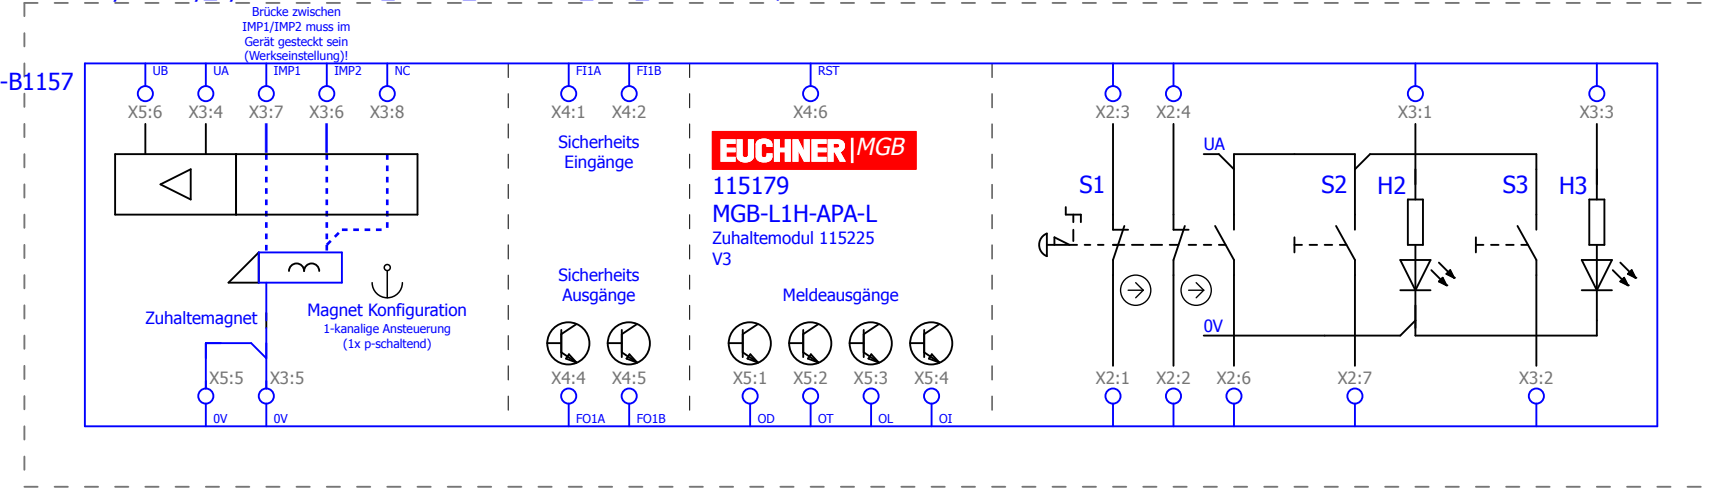 Brücke zwischen
IMP1/IMP2 muss im
Gerät gesteckt sein
(Werkseinstellung)!
-B1157
UB UA IMP1 IMP2 NC FI1A FI1B RST
X5:6 X3:4 X3:7 X3:6 X3:8 X4:1 X4:2 X4:6 X2:3 X2:4 X3:1 X3:3
Sicherheits
Eingänge
EUCHNER | MGB
115179
MGB-L1H-APA-L
Zuhaltemodul 115225
V3
UA
S1 S2 H2 S3 H3
Sicherheits
Ausgänge
Meldeausgänge
Zuhaltemagnet
Magnet Konfiguration
1-kanalige Ansteuerung
(1x p-schaltend)
0V
X5:5 X3:5 X4:4 X4:5 X5:1 X5:2 X5:3 X5:4 X2:1 X2:2 X2:6 X2:7 X3:2
0V 0V FO1A FO1B OD OT OL OI